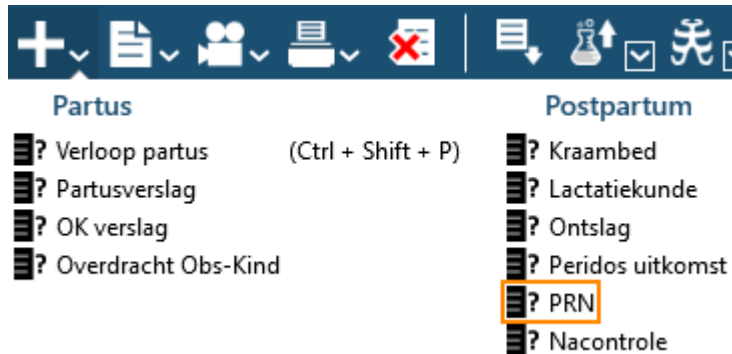 Partus
Verloop partus (Ctrl + Shift + P)
Partusverslag
OK verslag
Overdracht Obs-Kind
Postpartum
Kraambed
Lactatiekunde
Ontslag
Peridos uitkomst
PRN
Nacontrole